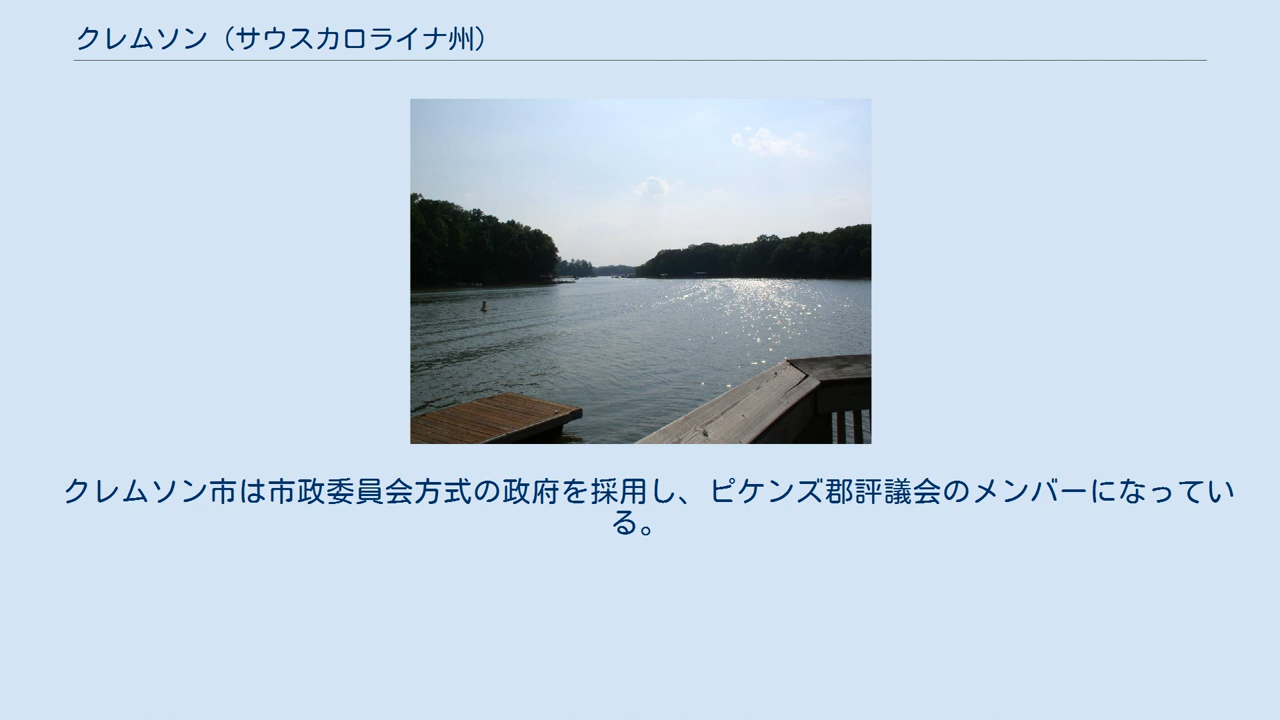 クレムソン（サウスカロライナ州）
クレムソン市は市政委員会方式の政府を採用し、ピケンズ郡評議会のメンバーになってい
る。